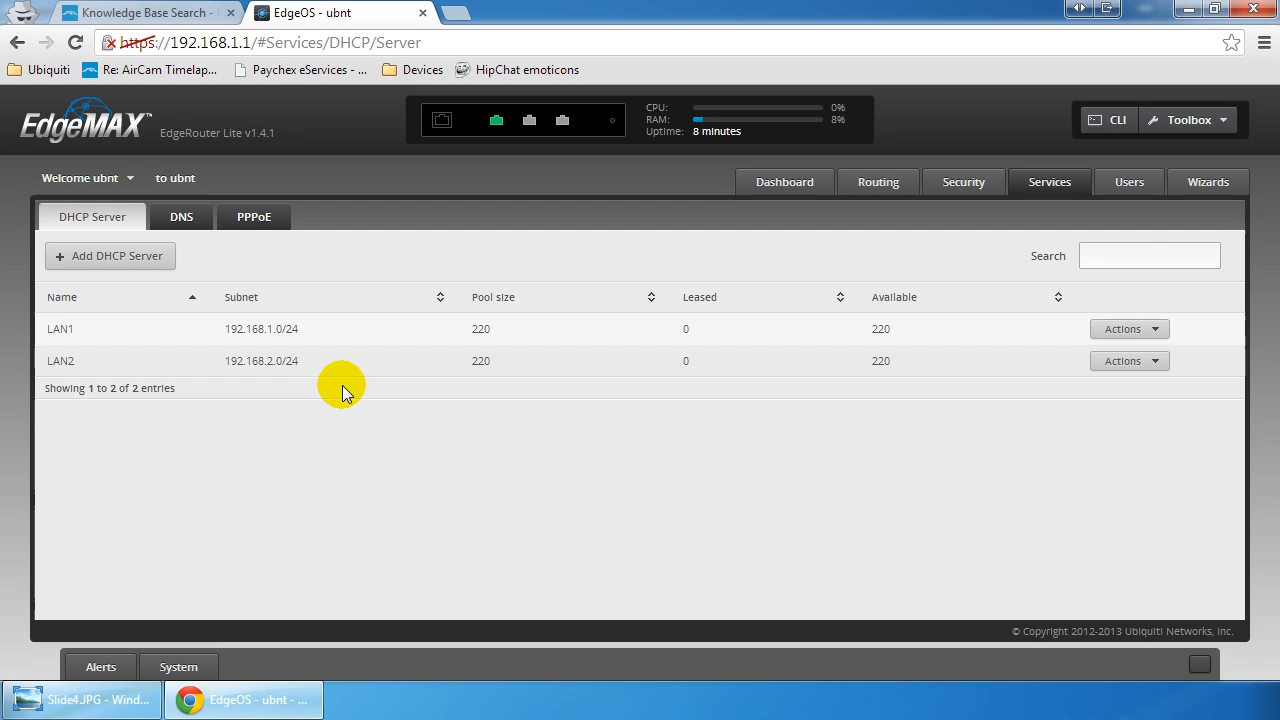 Knowledge Base Search -
EdgeOS - ubnt
https://192.168.1.1/#Services/DHCP/Server
Ubiquiti
Re: AirCam Timelap...
Paychex eServices - ...
Devices
HipChat emoticons
EdgeMAX™
EdgeRouter Lite v1.4.1
CPU: 0%
RAM: 8%
Uptime: 8 minutes
CLI
Toolbox
Welcome ubnt to ubnt
Dashboard Routing Security Services Users Wizards
DHCP Server DNS PPPoE
+ Add DHCP Server
Search
Name Subnet Pool size Leased Available
LAN1 192.168.1.0/24 220 0 220 Actions
LAN2 192.168.2.0/24 220 0 220 Actions
Showing 1 to 2 of 2 entries
© Copyright 2012-2013 Ubiquiti Networks, Inc.
Alerts System
Slide4.JPG - Wind...
EdgeOS - ubnt - ...